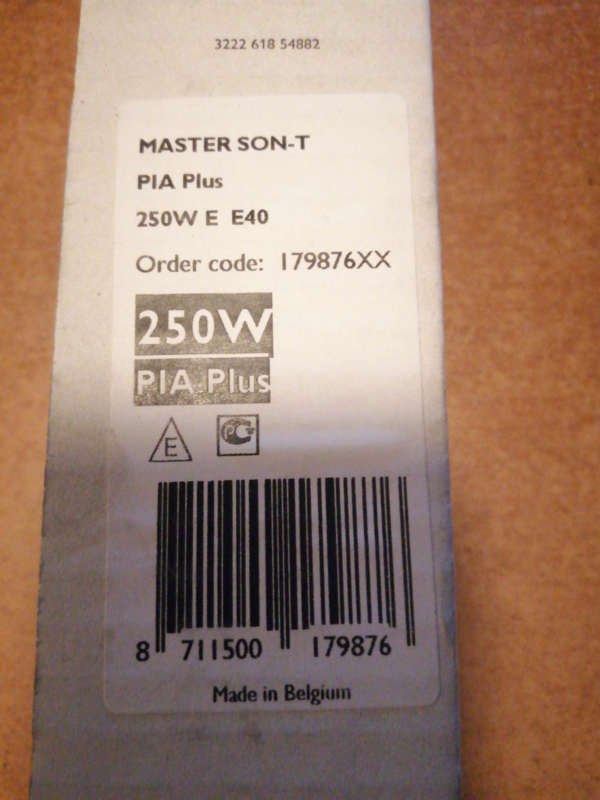 3222 618 54882
MASTER SON-T
PIA Plus
250W E E40
Order code: 179876XX
250W
PIA Plus
E
PC
8 711500 179876
Made in Belgium